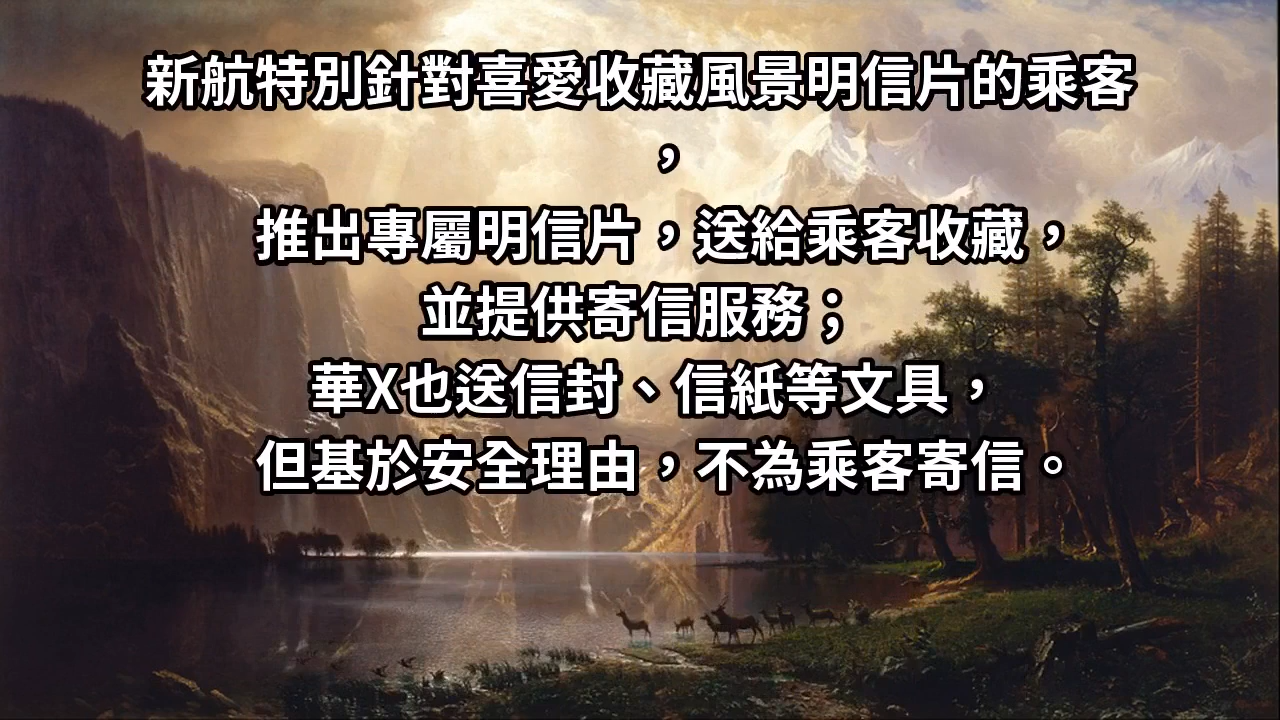 新航特別針對喜愛收藏風景明信片的乘客
，
推出專屬明信片，送給乘客收藏，
並提供寄信服務；
華X也送信封、信紙等文具，
但基於安全理由，不為乘客寄信。